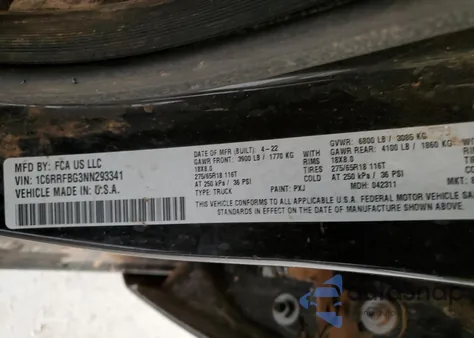 MFD BY: FCA US LLC
VIN: 1C6RRFBG3NN293341
VEHICLE MADE IN: U.S.A.
DATE OF MFR (BUILT): 4-22
GAWR FRONT: 3900 LB / 1770 KG
18X8.0
275/65R18 116T
AT 250 kPa / 36 PSI
TYPE: TRUCK
PAINT: PXJ
GVWR: 6800 LB / 3085 KG
GAWR REAR: 4100 LB / 1860 KG
18X8.0
275/65R18 116T
AT 250 kPa / 36 PSI
MDH: 042311
THIS VEHICLE CONFORMS TO ALL APPLICABLE U.S.A. FEDERAL MOTOR VEHICLE SA
STANDARDS IN EFFECT ON THE DATE OF MANUFACTURE SHOWN ABOVE.
autosnap